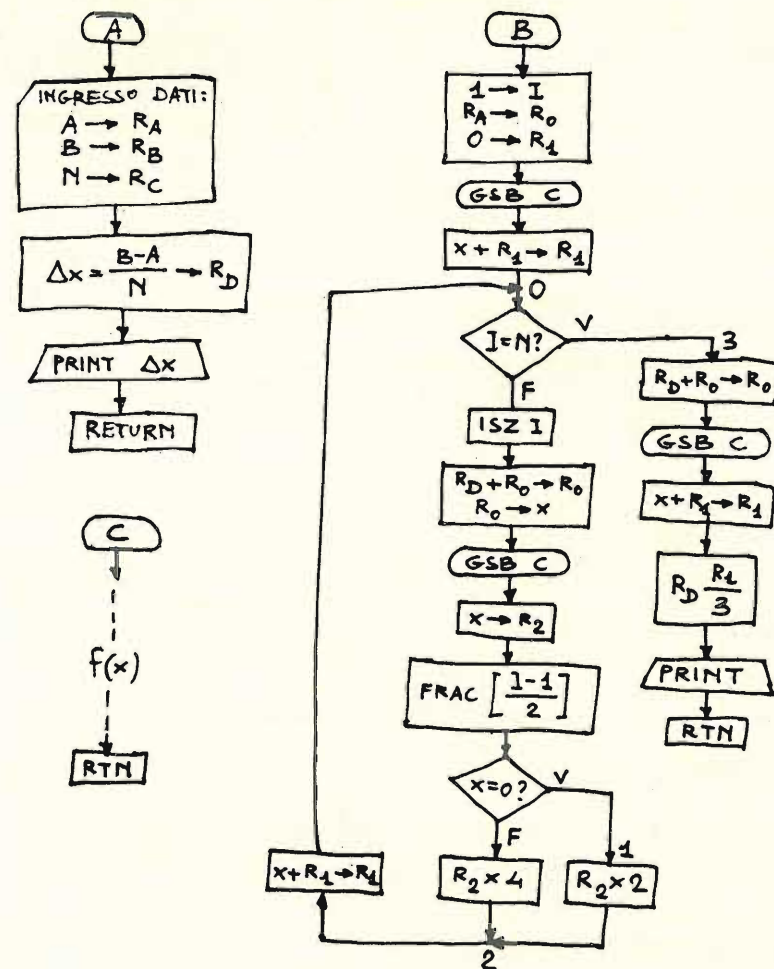 A
INGRESSO DATI:
A → R_A
B → R_B
N → R_C
Δx = B-A / N → R_D
PRINT Δx
RETURN
C
f(x)
RTN
B
1 → I
R_A → R_0
0 → R_1
GSB C
x + R_1 → R_1
0
I=N?
V
F
3
ISZ I
R_D + R_0 → R_0
R_0 → x
GSB C
x → R_2
FRAC [I-1 / 2]
x=0?
V
F
1
R_2 × 4
R_2 × 2
2
x + R_1 → R_1
R_D + R_0 → R_0
GSB C
x + R_1 → R_1
R_D R_1 / 3
PRINT
RTN